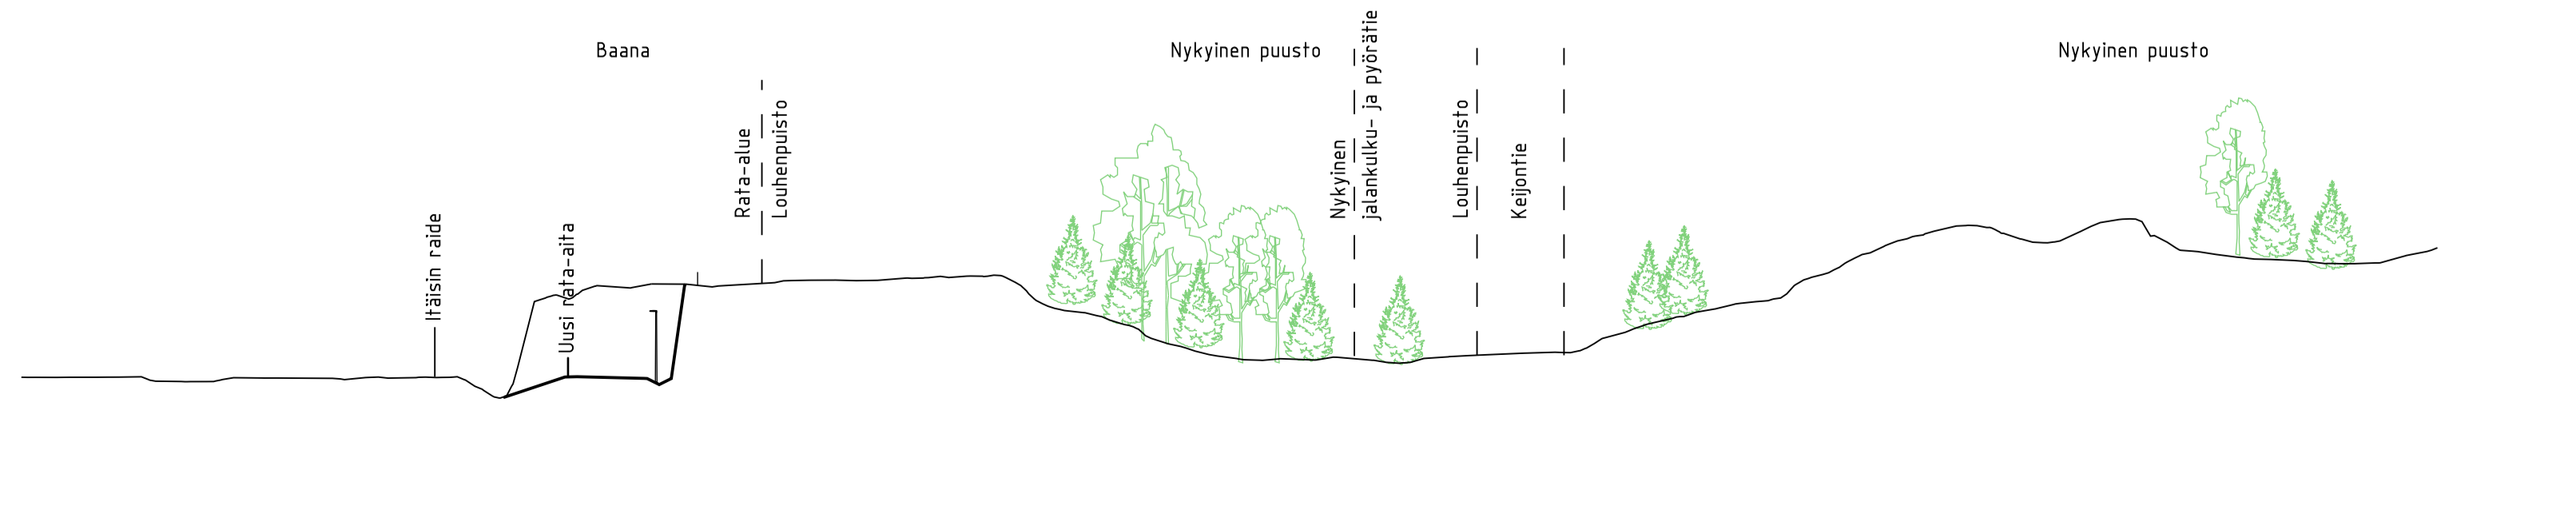 Baana
Nykyinen puusto
Nykyinen puusto
Itäisin raide
Uusi rata-aita
Rata-alue
Louhenpuisto
Nykyinen
jalankulku- ja pyörätie
Louhenpuisto
Keijontie